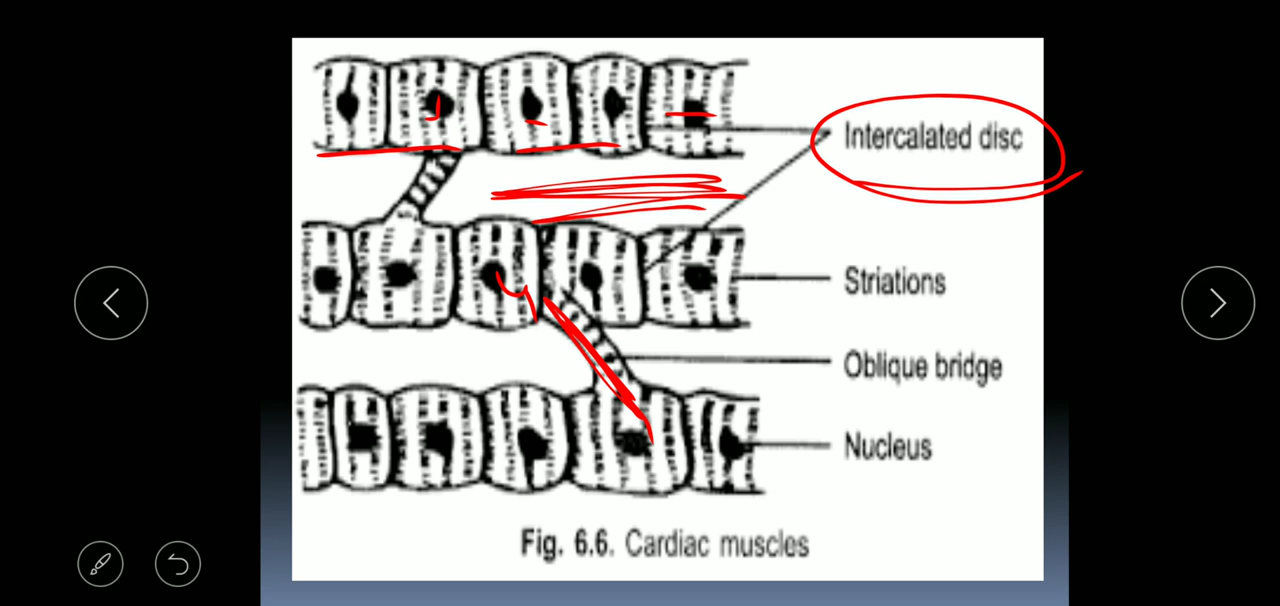 Intercalated disc
Striations
Oblique bridge
Nucleus
Fig. 6.6. Cardiac muscles